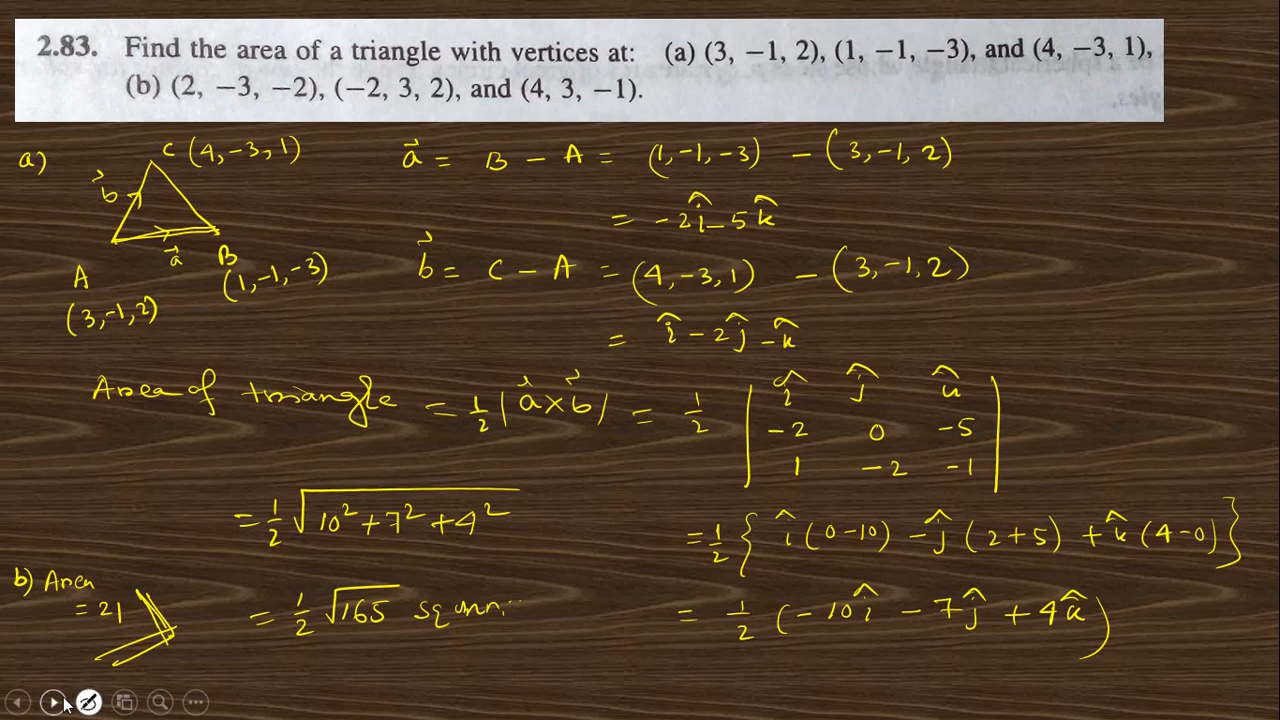 2.83. Find the area of a triangle with vertices at: (a) (3, −1, 2), (1, −1, −3), and (4, −3, 1),
(b) (2, −3, −2), (−2, 3, 2), and (4, 3, −1).
a)
C (4,-3,1)
b⃗
a⃗
A
(3,-1,2)
B
(1,-1,-3)
a⃗ = B - A = (1,-1,-3) - (3,-1,2)
= -2î - 5k̂
b⃗ = C - A = (4,-3,1) - (3,-1,2)
= î - 2ĵ - k̂
Area of triangle = 1/2 |a⃗ × b⃗| = 1/2 | î ĵ k̂
-2 0 -5
1 -2 -1 |
= 1/2 { î (0-10) - ĵ (2+5) + k̂ (4-0) }
= 1/2 (-10î - 7ĵ + 4k̂)
= 1/2 √10² + 7² + 4²
= 1/2 √165
b) Area
= 21